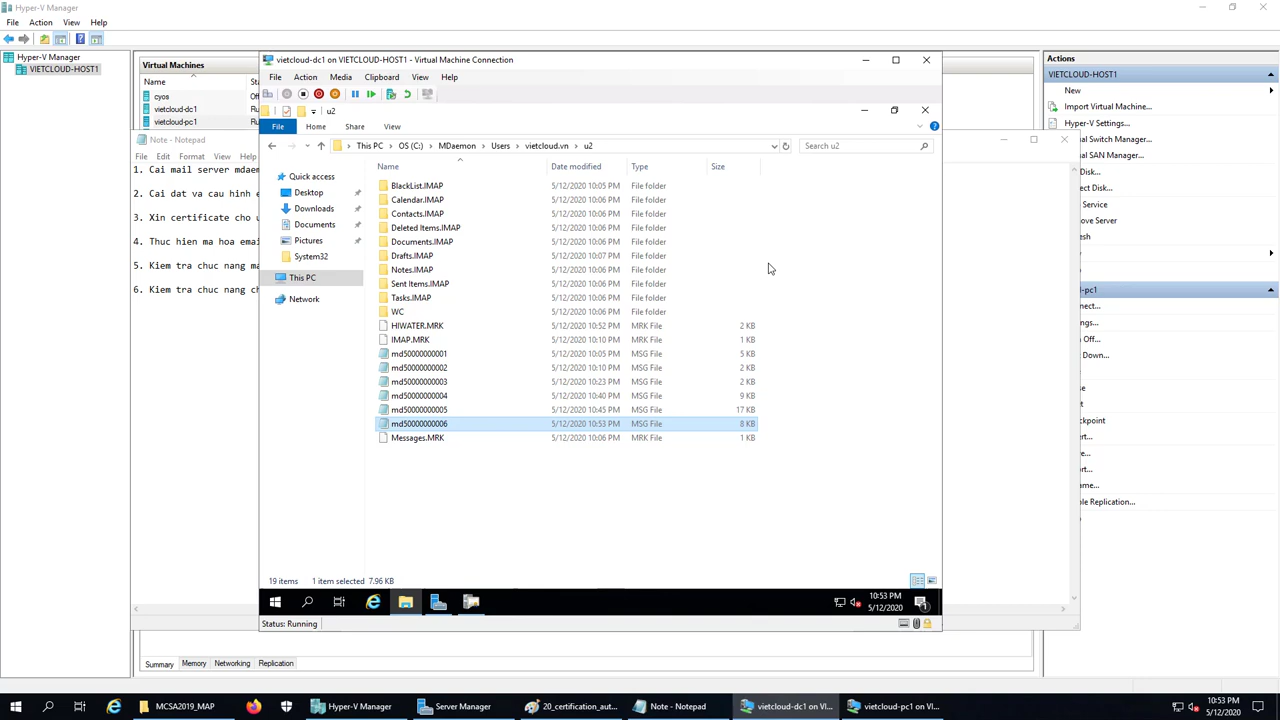 Hyper-V Manager
File Action View Help
Hyper-V Manager
VIETCLOUD-HOST1
Virtual Machines
Name
cyos
vietcloud-dc1
vietcloud-pc1
Note - Notepad
File Edit Format View Help
1. Cai mail server mdaem
2. Cai dat va cau hinh e
3. Xin certificate cho u
4. Thuc hien ma hoa emai
5. Kiem tra chuc nang ma
6. Kiem tra chuc nang ch
vietcloud-dc1 on VIETCLOUD-HOST1 - Virtual Machine Connection
File Action Media Clipboard View Help
u2
File Home Share View
This PC OS (C:) MDaemon Users vietcloud.vn u2
Search u2
Quick access
Desktop
Downloads
Documents
Pictures
System32
This PC
Network
Name Date modified Type Size
BlackList.IMAP 5/12/2020 10:05 PM File folder
Calendar.IMAP 5/12/2020 10:06 PM File folder
Contacts.IMAP 5/12/2020 10:06 PM File folder
Deleted Items.IMAP 5/12/2020 10:06 PM File folder
Documents.IMAP 5/12/2020 10:06 PM File folder
Drafts.IMAP 5/12/2020 10:07 PM File folder
Notes.IMAP 5/12/2020 10:06 PM File folder
Sent Items.IMAP 5/12/2020 10:06 PM File folder
Tasks.IMAP 5/12/2020 10:06 PM File folder
WC 5/12/2020 10:06 PM File folder
HIWATER.MRK 5/12/2020 10:52 PM MRK File 2 KB
IMAP.MRK 5/12/2020 10:10 PM MRK File 1 KB
md50000000001 5/12/2020 10:05 PM MSG File 5 KB
md50000000002 5/12/2020 10:10 PM MSG File 2 KB
md50000000003 5/12/2020 10:23 PM MSG File 2 KB
md50000000004 5/12/2020 10:40 PM MSG File 9 KB
md50000000005 5/12/2020 10:45 PM MSG File 17 KB
md50000000006 5/12/2020 10:53 PM MSG File 8 KB
Messages.MRK 5/12/2020 10:06 PM MRK File 1 KB
19 items 1 item selected 7.96 KB
10:53 PM
5/12/2020
Status: Running
Actions
VIETCLOUD-HOST1
New
Import Virtual Machine...
Hyper-V Settings...
Switch Manager...
SAN Manager...
Disk...
Disk...
Service
Server
-pc1
Replication...
Summary Memory Networking Replication
MCSA2019_MAP
Hyper-V Manager
Server Manager
20_certification_aut...
Note - Notepad
vietcloud-dc1 on VI...
vietcloud-pc1 on VI...
10:53 PM
5/12/2020